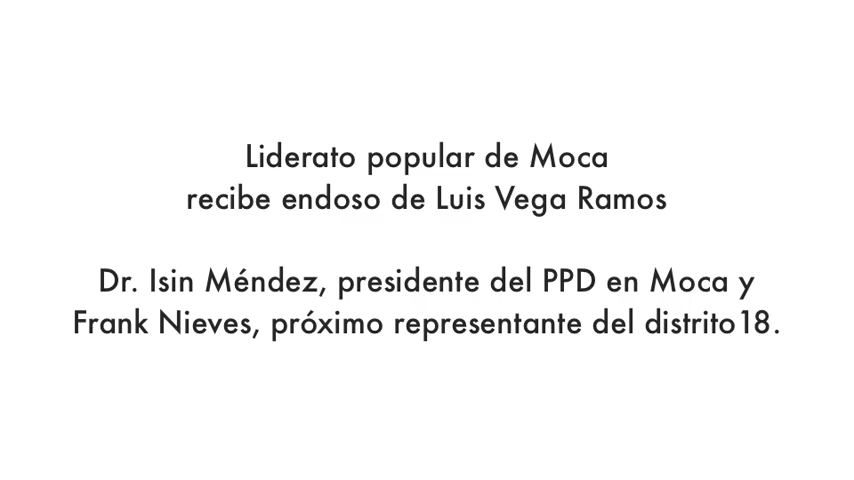 Liderato popular de Moca
recibe endoso de Luis Vega Ramos
Dr. Isin Méndez, presidente del PPD en Moca y
Frank Nieves, próximo representante del distrito18.